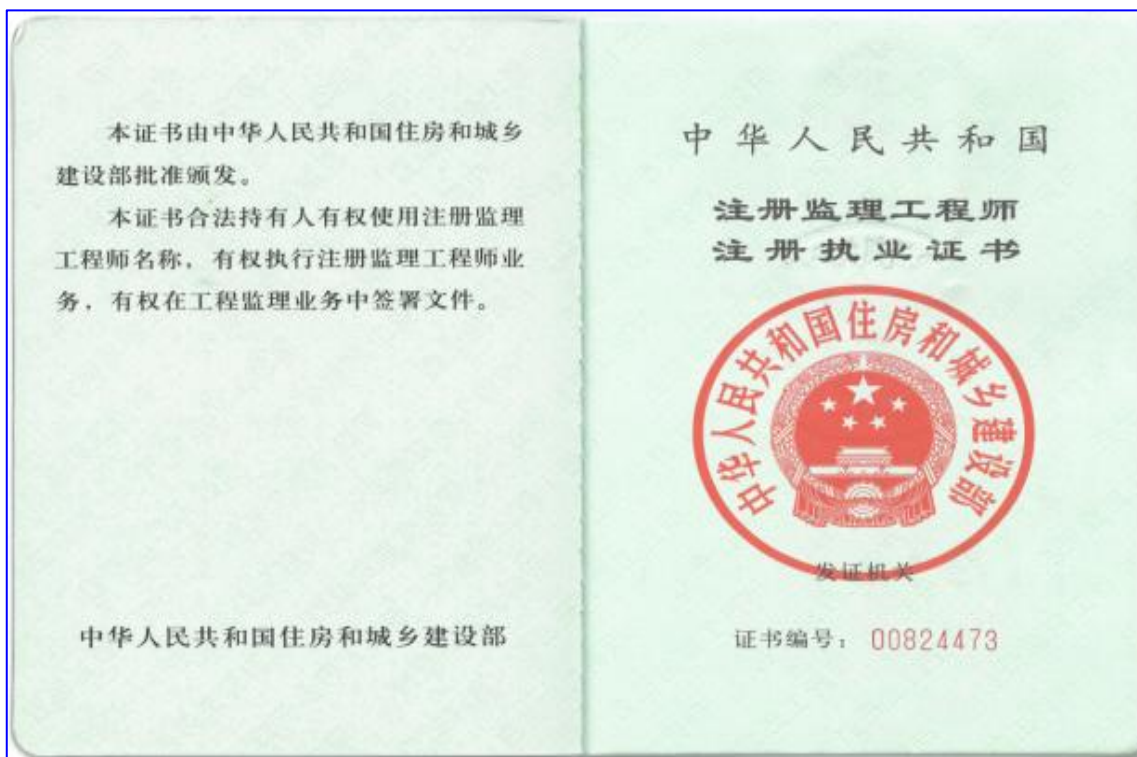 本证书由中华人民共和国住房和城乡
建设部批准颁发。
本证书合法持有人有权使用注册监理
工程师名称，有权执行注册监理工程师业
务，有权在工程监理业务中签署文件。
中华人民共和国住房和城乡建设部
中华人民共和国
注册监理工程师
注册执业证书
中华人民共和国住房和城乡建设部
发证机关
证书编号：00824473